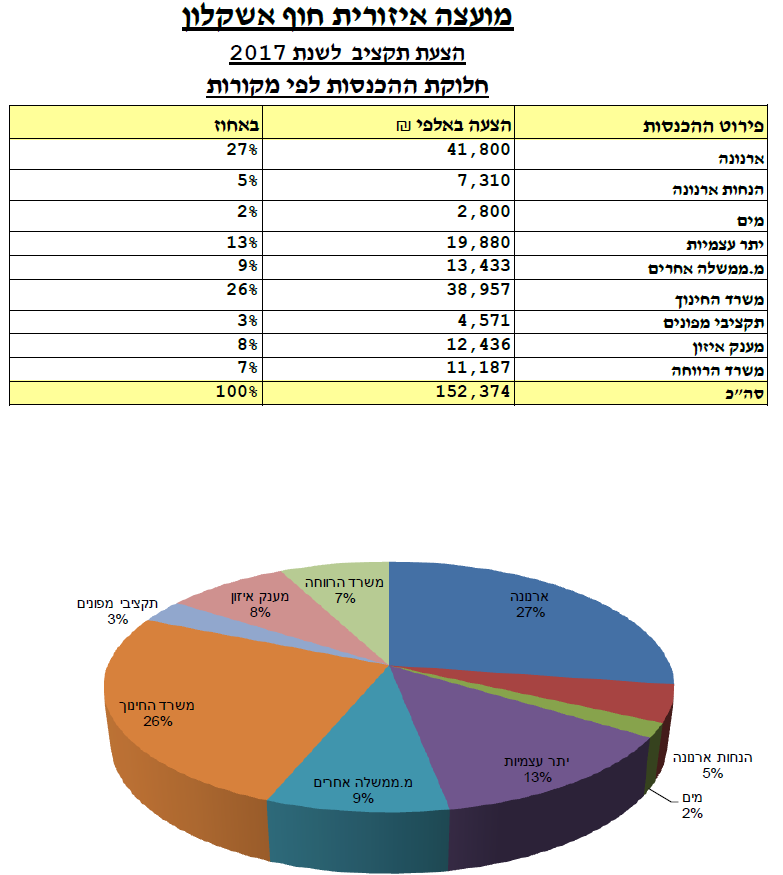 מועצה איזורית חוף אשקלון
הצעת תקציב לשנת 2017
חלוקת ההכנסות לפי מקורות
פירוט ההכנסות הצעה באלפי ₪ באחוז
ארנונה 41,800 27%
הנחות ארנונה 7,310 5%
מים 2,800 2%
יתר עצמיות 19,880 13%
מ.ממשלה אחרים 13,433 9%
משרד החינוך 38,957 26%
תקציבי מפונים 4,571 3%
מענק איזון 12,436 8%
משרד הרווחה 11,187 7%
סה"כ 152,374 100%
ארנונה
27%
משרד הרווחה
7%
מענק איזון
8%
תקציבי מפונים
3%
משרד החינוך
26%
מ.ממשלה אחרים
9%
יתר עצמיות
13%
הנחות ארנונה
5%
מים
2%